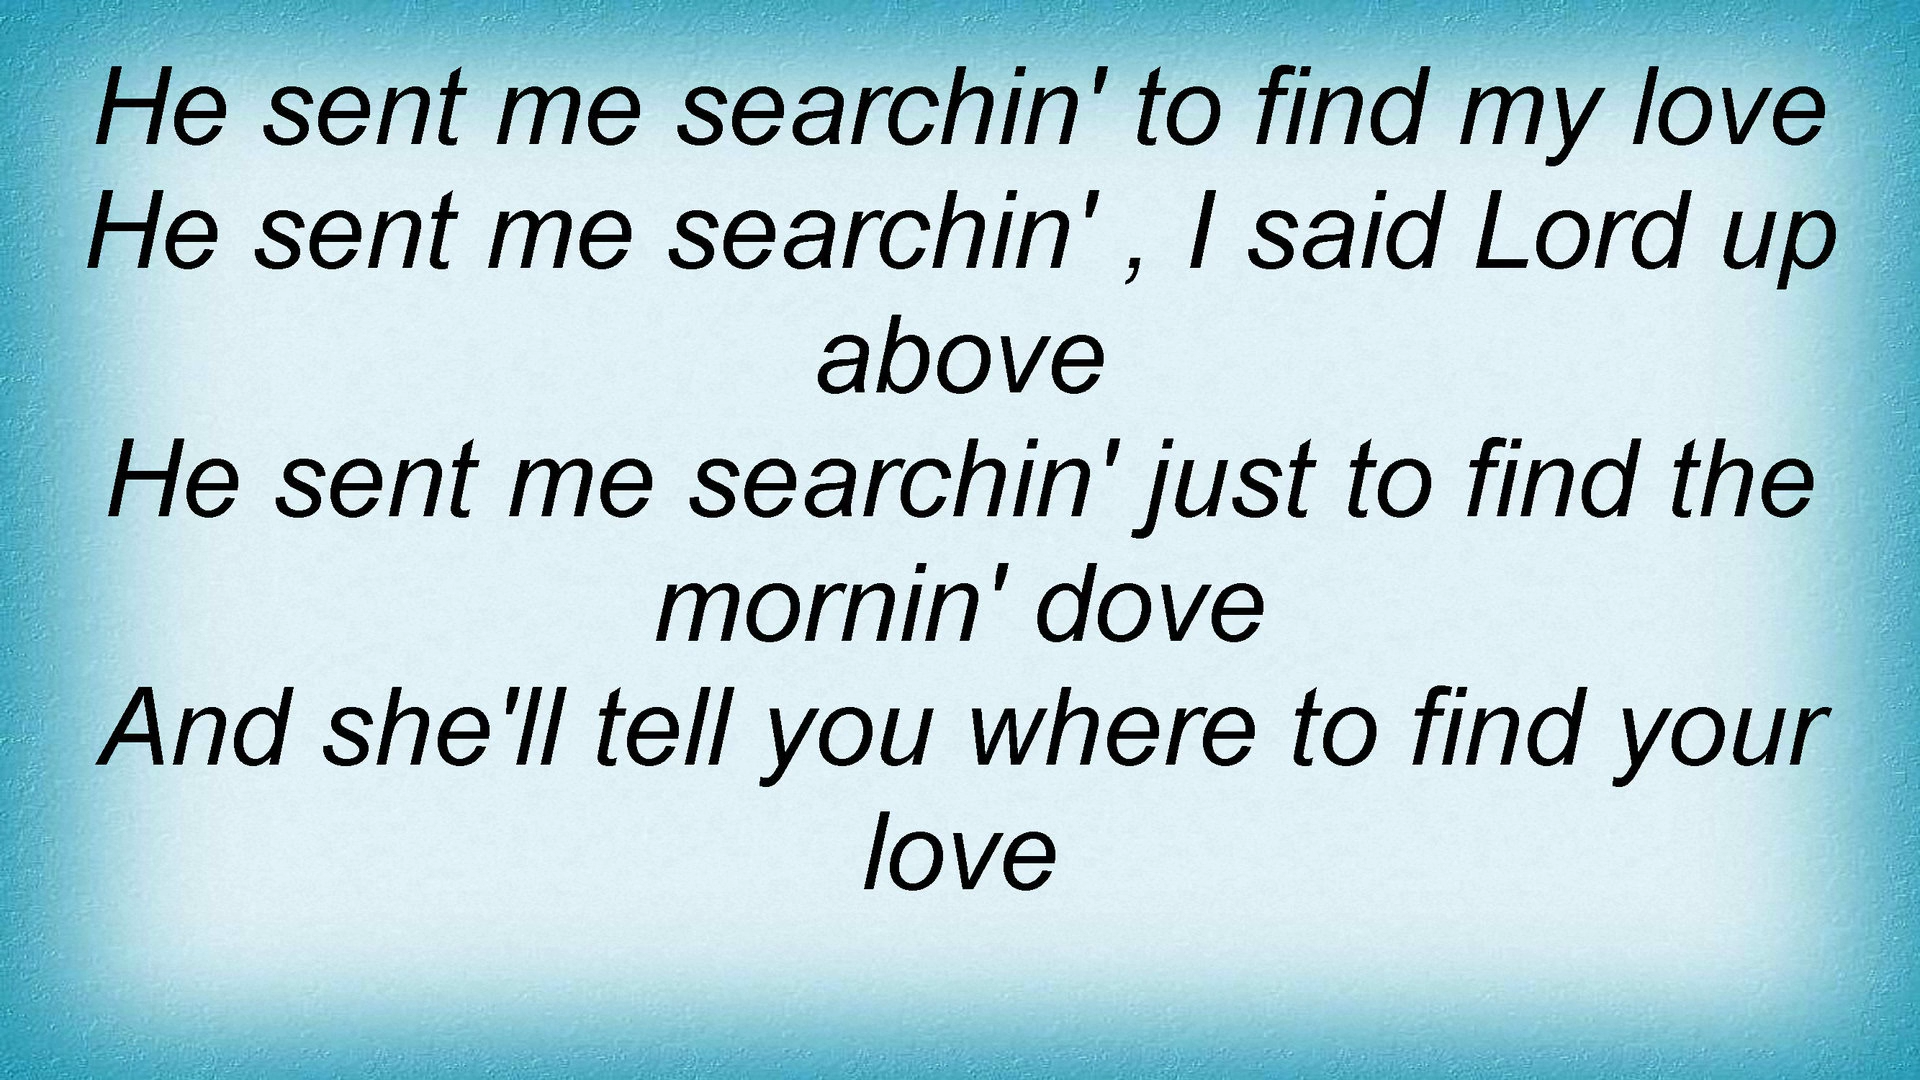 He sent me searchin' to find my love
He sent me searchin' , I said Lord up
above
He sent me searchin' just to find the
mornin' dove
And she'll tell you where to find your
love